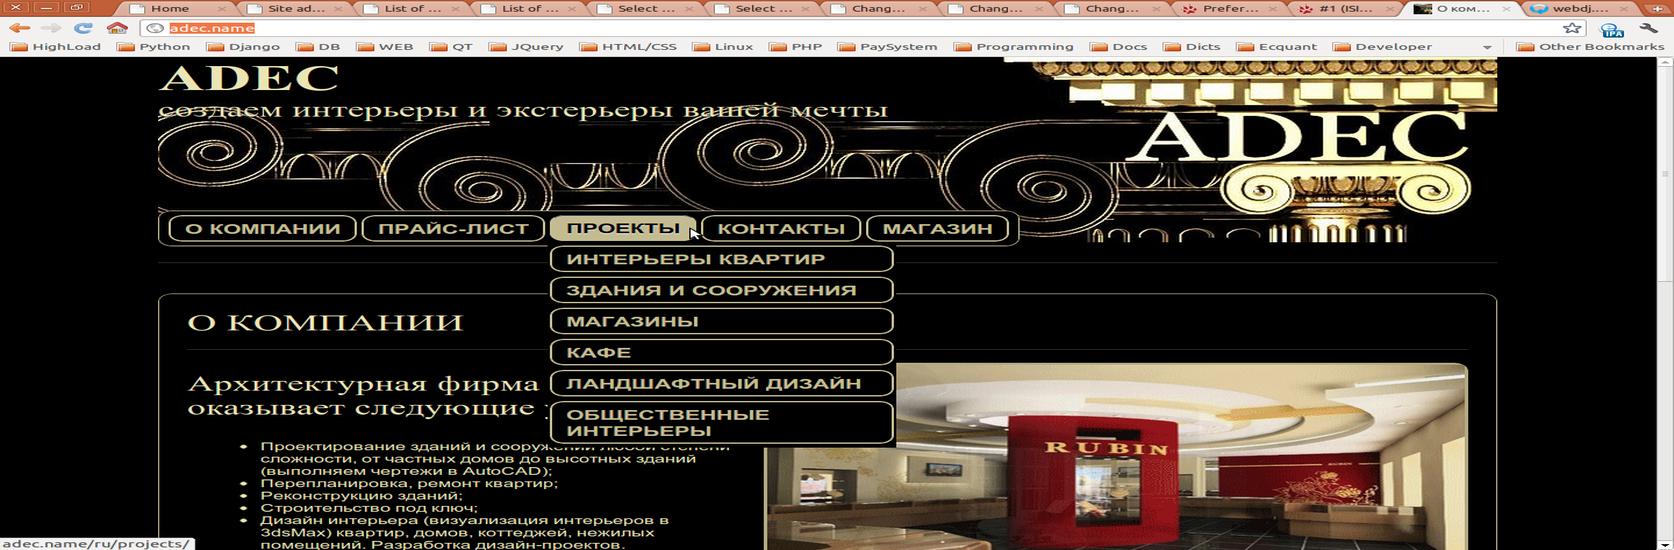 Home
Site ad...
List of ...
List of ...
Select ...
Select ...
Chang...
Chang...
Chang...
Prefer...
#1 (ISI...
О ком...
webdj....
adec.name
HighLoad
Python
Django
DB
WEB
QT
JQuery
HTML/CSS
Linux
PHP
PaySystem
Programming
Docs
Dicts
Ecquant
Developer
Other Bookmarks
ADEC
создаем интерьеры и экстерьеры вашей мечты
ADEC
О КОМПАНИИ
ПРАЙС-ЛИСТ
ПРОЕКТЫ
КОНТАКТЫ
МАГАЗИН
ИНТЕРЬЕРЫ КВАРТИР
ЗДАНИЯ И СООРУЖЕНИЯ
МАГАЗИНЫ
КАФЕ
ЛАНДШАФТНЫЙ ДИЗАЙН
ОБЩЕСТВЕННЫЕ
ИНТЕРЬЕРЫ
О КОМПАНИИ
Архитектурная фирма
оказывает следующие
Проектирование зданий и сооружений любой степени
сложности, от частных домов до высотных зданий
(выполняем чертежи в AutoCAD);
Перепланировка, ремонт квартир;
Реконструкцию зданий;
Строительство под ключ;
Дизайн интерьера (визуализация интерьеров в
3dsMax) квартир, домов, коттеджей, нежилых
помещений. Разработка дизайн-проектов.
RUBIN
adec.name/ru/projects/